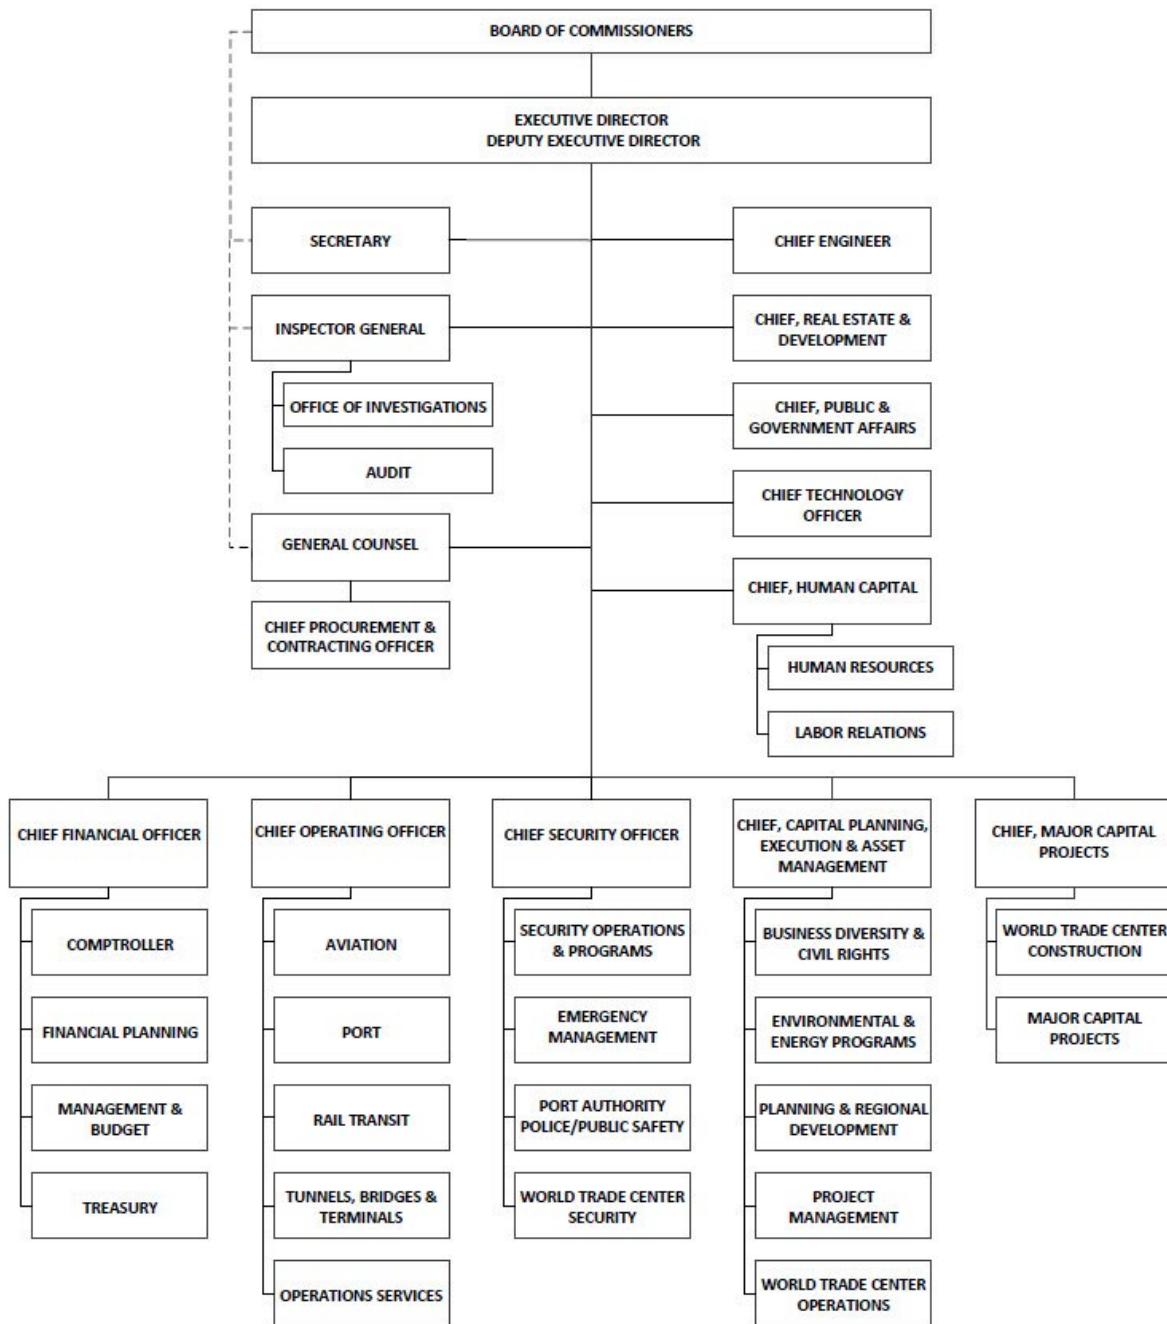 BOARD OF COMMISSIONERS
EXECUTIVE DIRECTOR
DEPUTY EXECUTIVE DIRECTOR
SECRETARY
INSPECTOR GENERAL
OFFICE OF INVESTIGATIONS
AUDIT
GENERAL COUNSEL
CHIEF PROCUREMENT &
CONTRACTING OFFICER
CHIEF ENGINEER
CHIEF, REAL ESTATE &
DEVELOPMENT
CHIEF, PUBLIC &
GOVERNMENT AFFAIRS
CHIEF TECHNOLOGY
OFFICER
CHIEF, HUMAN CAPITAL
HUMAN RESOURCES
LABOR RELATIONS
CHIEF FINANCIAL OFFICER
COMPTROLLER
FINANCIAL PLANNING
MANAGEMENT &
BUDGET
TREASURY
CHIEF OPERATING OFFICER
AVIATION
PORT
RAIL TRANSIT
TUNNELS, BRIDGES &
TERMINALS
OPERATIONS SERVICES
CHIEF SECURITY OFFICER
SECURITY OPERATIONS
& PROGRAMS
EMERGENCY
MANAGEMENT
PORT AUTHORITY
POLICE/PUBLIC SAFETY
WORLD TRADE CENTER
SECURITY
CHIEF, CAPITAL PLANNING,
EXECUTION & ASSET
MANAGEMENT
BUSINESS DIVERSITY &
CIVIL RIGHTS
ENVIRONMENTAL &
ENERGY PROGRAMS
PLANNING & REGIONAL
DEVELOPMENT
PROJECT
MANAGEMENT
WORLD TRADE CENTER
OPERATIONS
CHIEF, MAJOR CAPITAL
PROJECTS
WORLD TRADE CENTER
CONSTRUCTION
MAJOR CAPITAL
PROJECTS